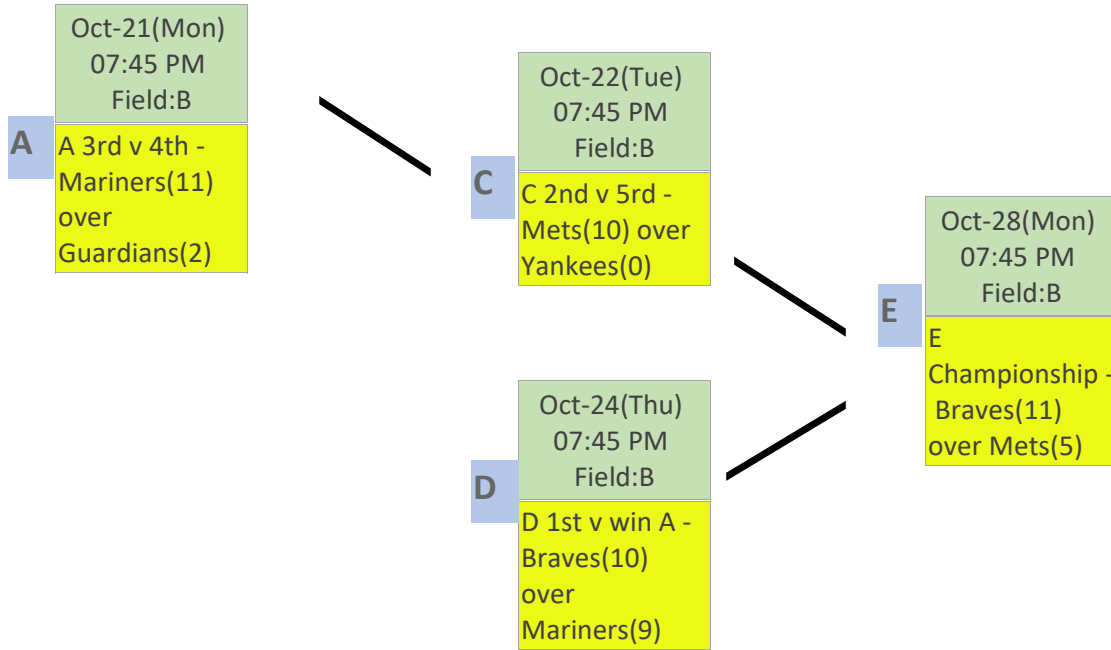 Oct-21(Mon)
07:45 PM
Field:B
A
A 3rd v 4th -
Mariners(11)
over
Guardians(2)
Oct-22(Tue)
07:45 PM
Field:B
C
C 2nd v 5rd -
Mets(10) over
Yankees(0)
Oct-24(Thu)
07:45 PM
Field:B
D
D 1st v win A -
Braves(10)
over
Mariners(9)
Oct-28(Mon)
07:45 PM
Field:B
E
E
Championship -
Braves(11)
over Mets(5)